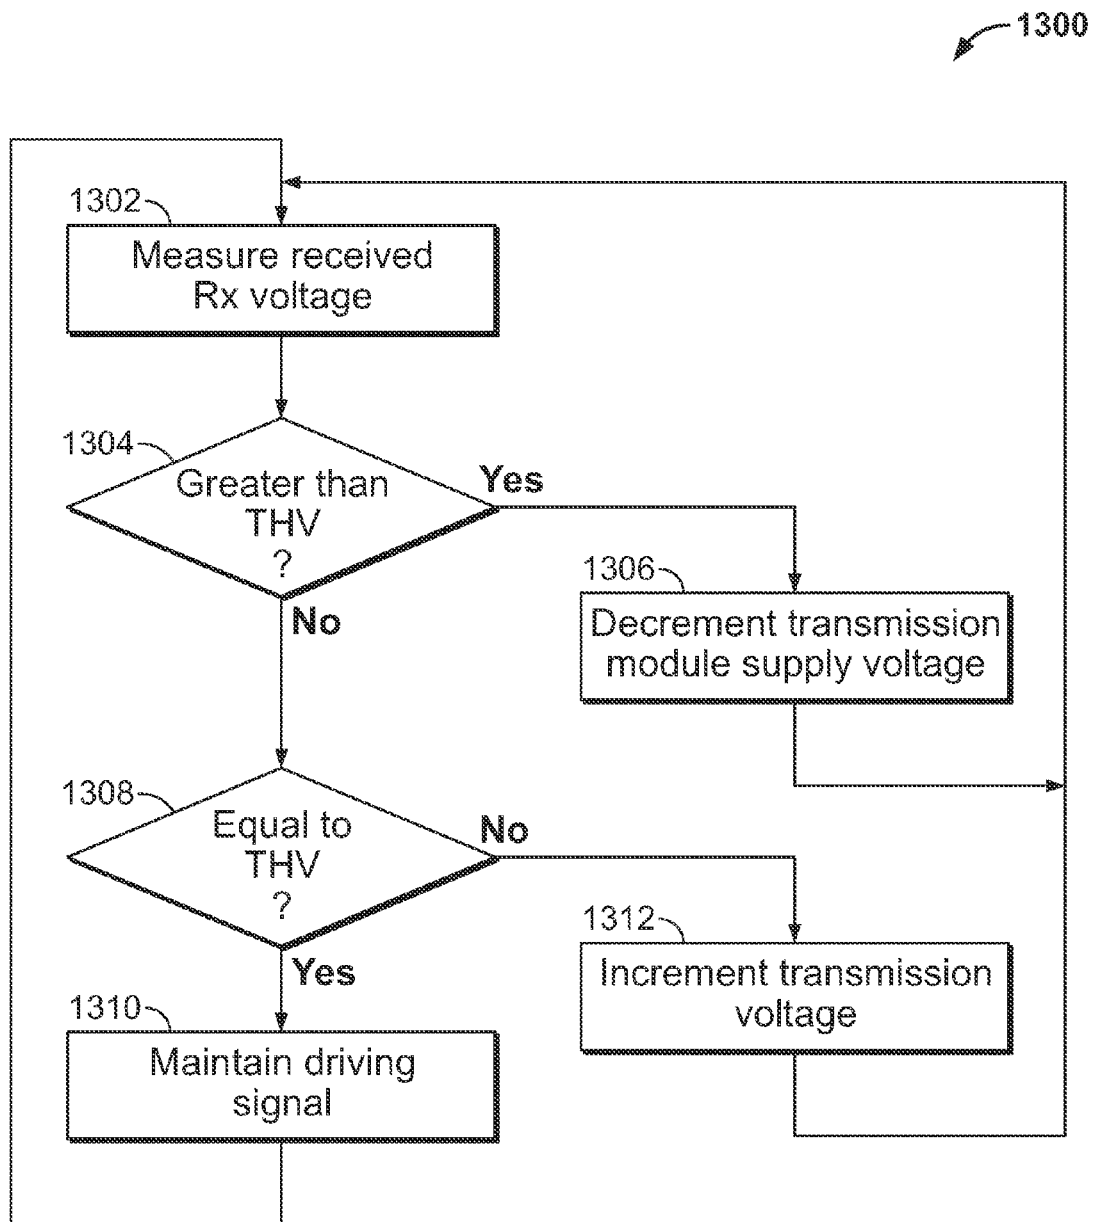 1300
1302
Measure received
Rx voltage
1304
Greater than
THV
?
Yes
No
1306
Decrement transmission
module supply voltage
1308
Equal to
THV
?
No
Yes
1312
Increment transmission
voltage
1310
Maintain driving
signal